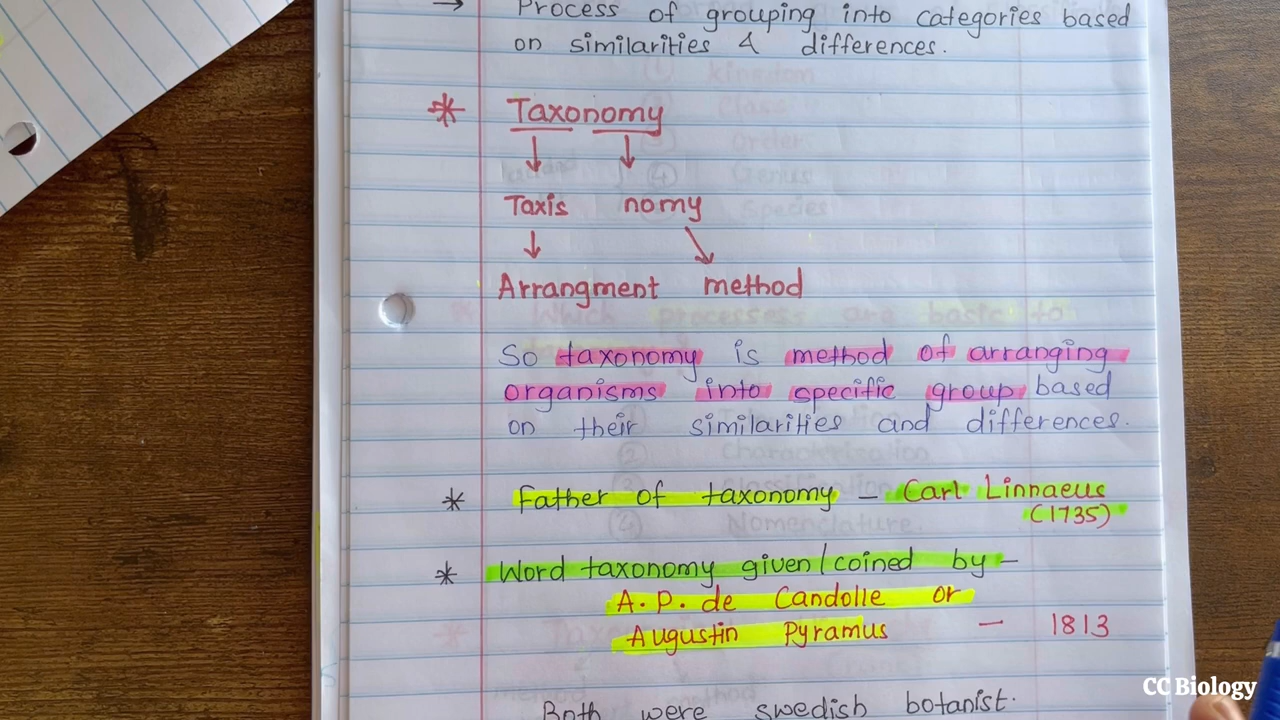 → Process of grouping into categories based
on similarities & differences.
* Taxonomy
↓ ↓
Taxis nomy
↓ ↘
Arrangment method
So taxonomy is method of arranging
organisms into specific group based
on their similarities and differences.
* Father of taxonomy – Carl Linnaeus
(1735)
* Word taxonomy given/coined by –
A.P. de Candolle or
Augustin Pyramus – 1813
Both were swedish botanist.
CC Biology